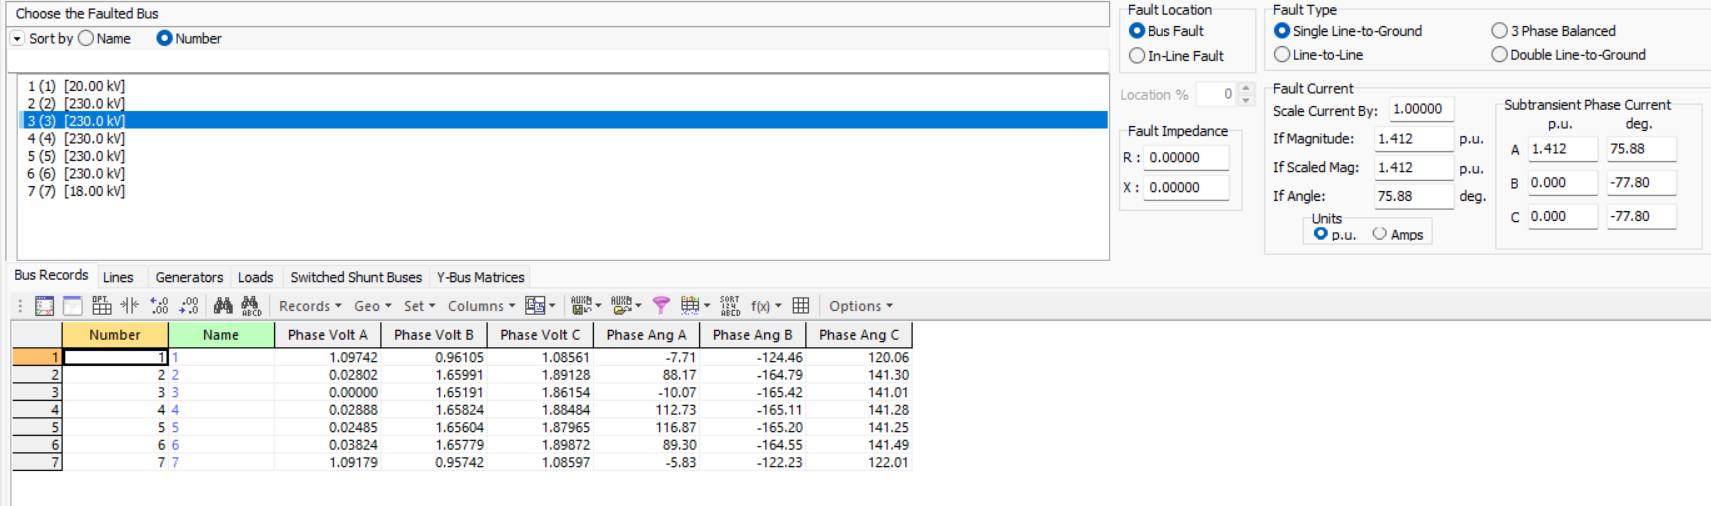 Choose the Faulted Bus
Sort by Name Number
1 (1) [20.00 kV]
2 (2) [230.0 kV]
3 (3) [230.0 kV]
4 (4) [230.0 kV]
5 (5) [230.0 kV]
6 (6) [230.0 kV]
7 (7) [18.00 kV]
Fault Location
Bus Fault
In-Line Fault
Location % 0
Fault Impedance
R : 0.00000
X : 0.00000
Fault Type
Single Line-to-Ground 3 Phase Balanced
Line-to-Line Double Line-to-Ground
Fault Current
Scale Current By: 1.00000
If Magnitude: 1.412 p.u.
If Scaled Mag: 1.412 p.u.
If Angle: 75.88 deg.
Units
p.u. Amps
Subtransient Phase Current
p.u. deg.
A 1.412 75.88
B 0.000 -77.80
C 0.000 -77.80
Bus Records Lines Generators Loads Switched Shunt Buses Y-Bus Matrices
Records Geo Set Columns f(x) Options
Number Name Phase Volt A Phase Volt B Phase Volt C Phase Ang A Phase Ang B Phase Ang C
1 1 1 1.09742 0.96105 1.08561 -7.71 -124.46 120.06
2 2 2 0.02802 1.65991 1.89128 88.17 -164.79 141.30
3 3 3 0.00000 1.65191 1.86154 -10.07 -165.42 141.01
4 4 4 0.02888 1.65824 1.88484 112.73 -165.11 141.28
5 5 5 0.02485 1.65604 1.87965 116.87 -165.20 141.25
6 6 6 0.03824 1.65779 1.89872 89.30 -164.55 141.49
7 7 7 1.09179 0.95742 1.08597 -5.83 -122.23 122.01